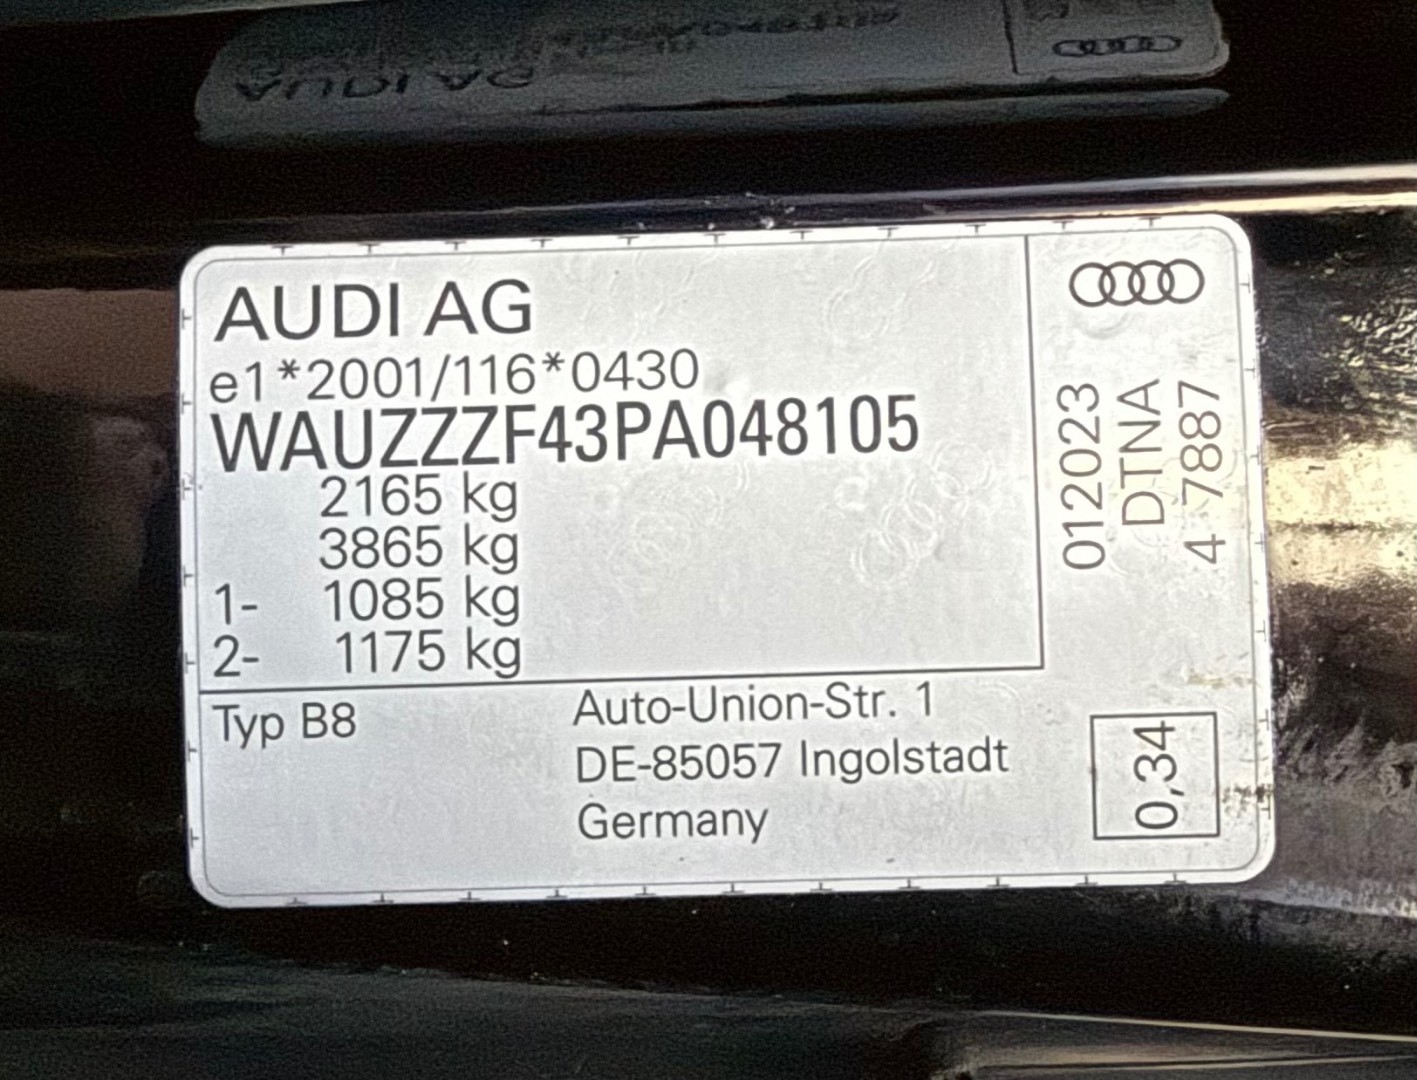 AUDI AG
e1*2001/116*0430
WAUZZZF43PA048105
2165 kg
3865 kg
1- 1085 kg
2- 1175 kg
Typ B8
Auto-Union-Str. 1
DE-85057 Ingolstadt
Germany
012023
DTNA
4 7887
0,34